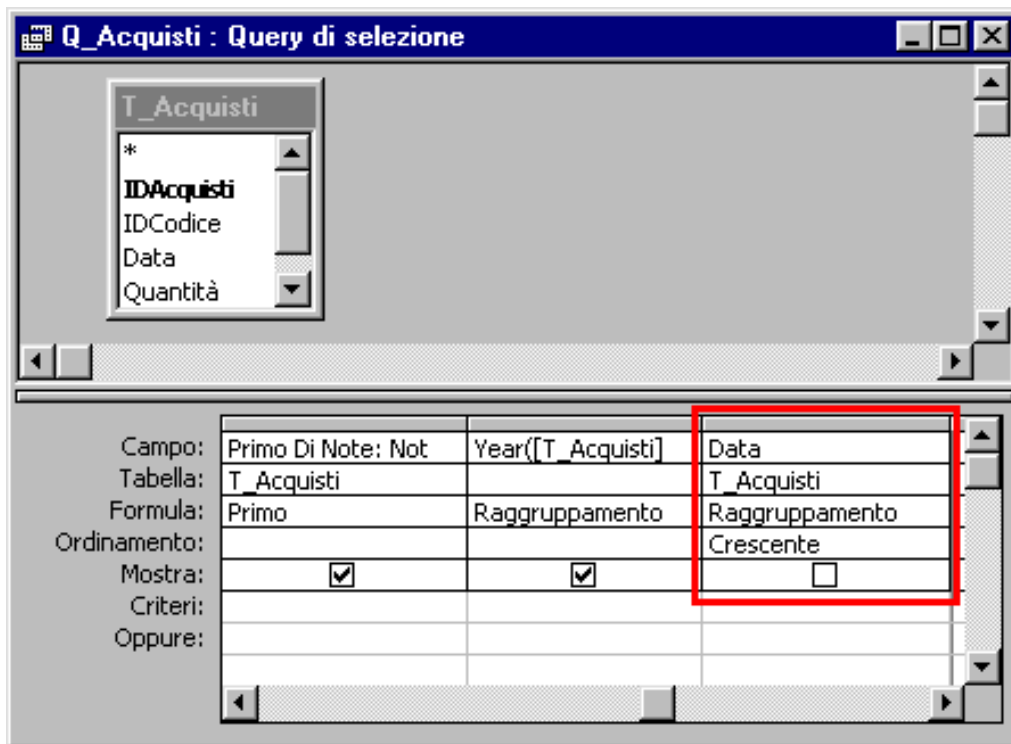 Q_Acquisti : Query di selezione
T_Acquisti
*
IDAcquisti
IDCodice
Data
Quantità
Campo: Primo Di Note: Not Year([T_Acquisti] Data
Tabella: T_Acquisti T_Acquisti
Formula: Primo Raggruppamento Raggruppamento
Ordinamento: Crescente
Mostra:
Criteri:
Oppure: